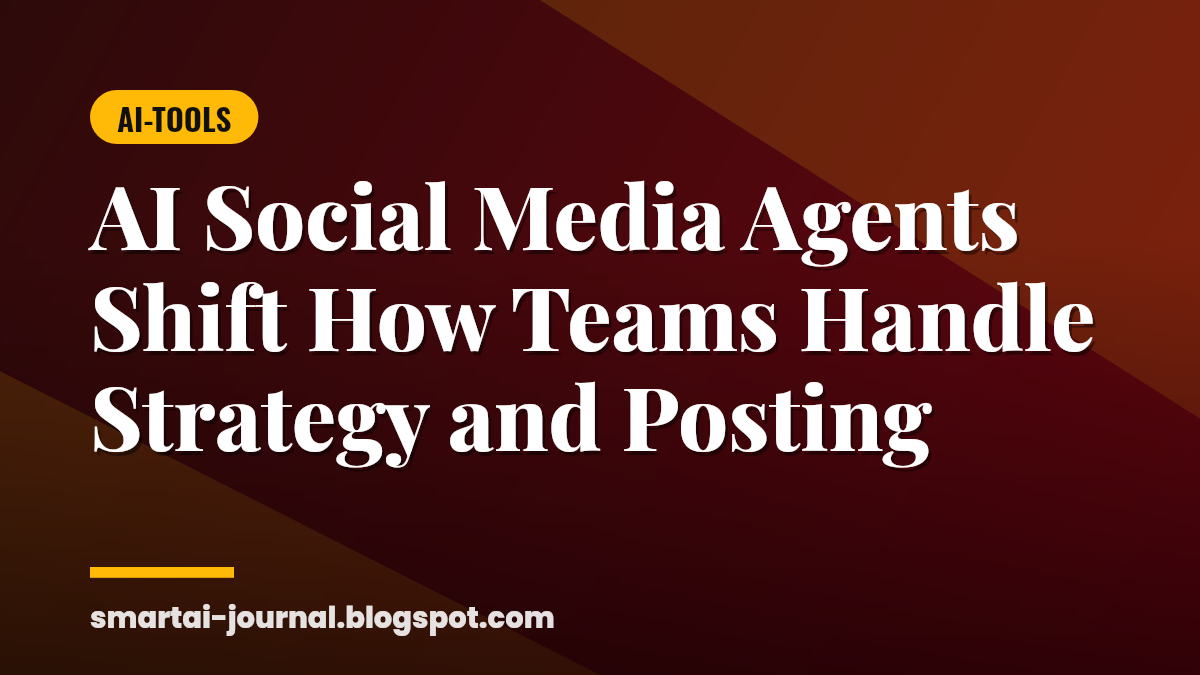 AI-TOOLS
AI Social Media Agents
Shift How Teams Handle
Strategy and Posting
smartai-journal.blogspot.com